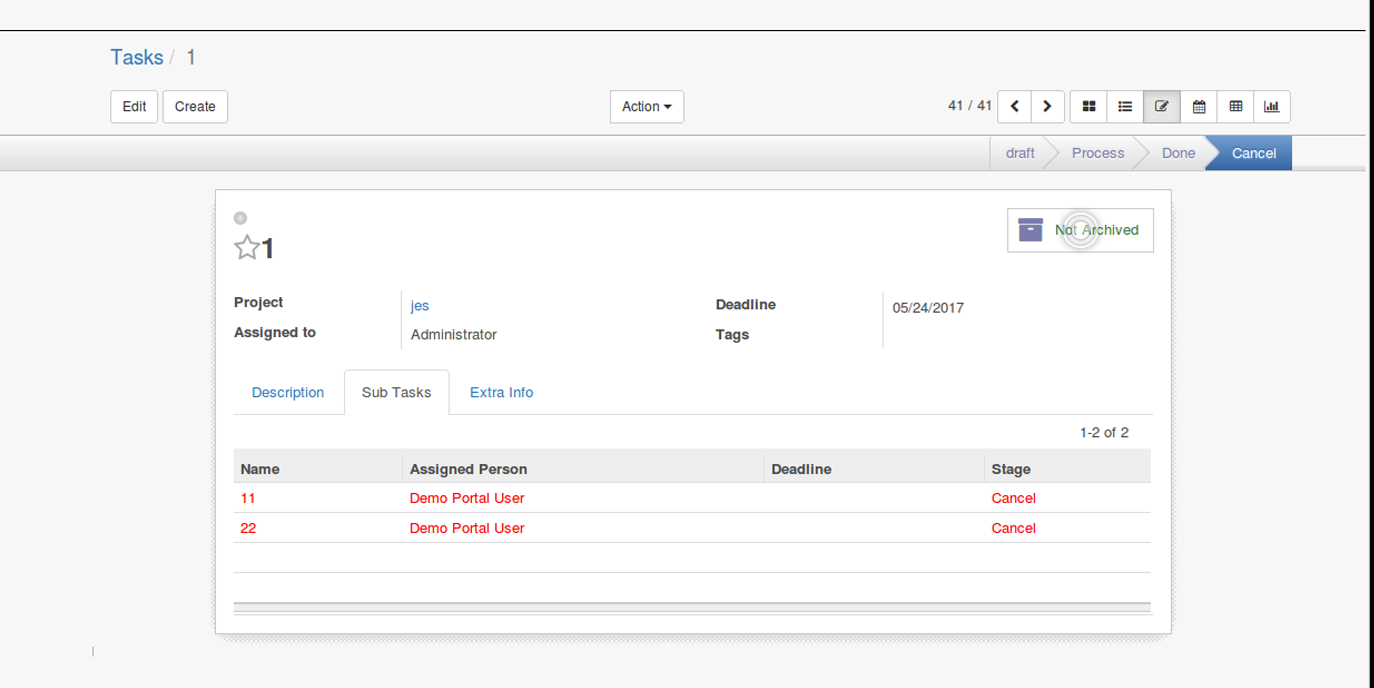 Tasks / 1
Edit Create Action 41 / 41
draft Process Done Cancel
Not Archived
1
Project jes Deadline 05/24/2017
Assigned to Administrator Tags
Description Sub Tasks Extra Info
1-2 of 2
Name Assigned Person Deadline Stage
11 Demo Portal User Cancel
22 Demo Portal User Cancel